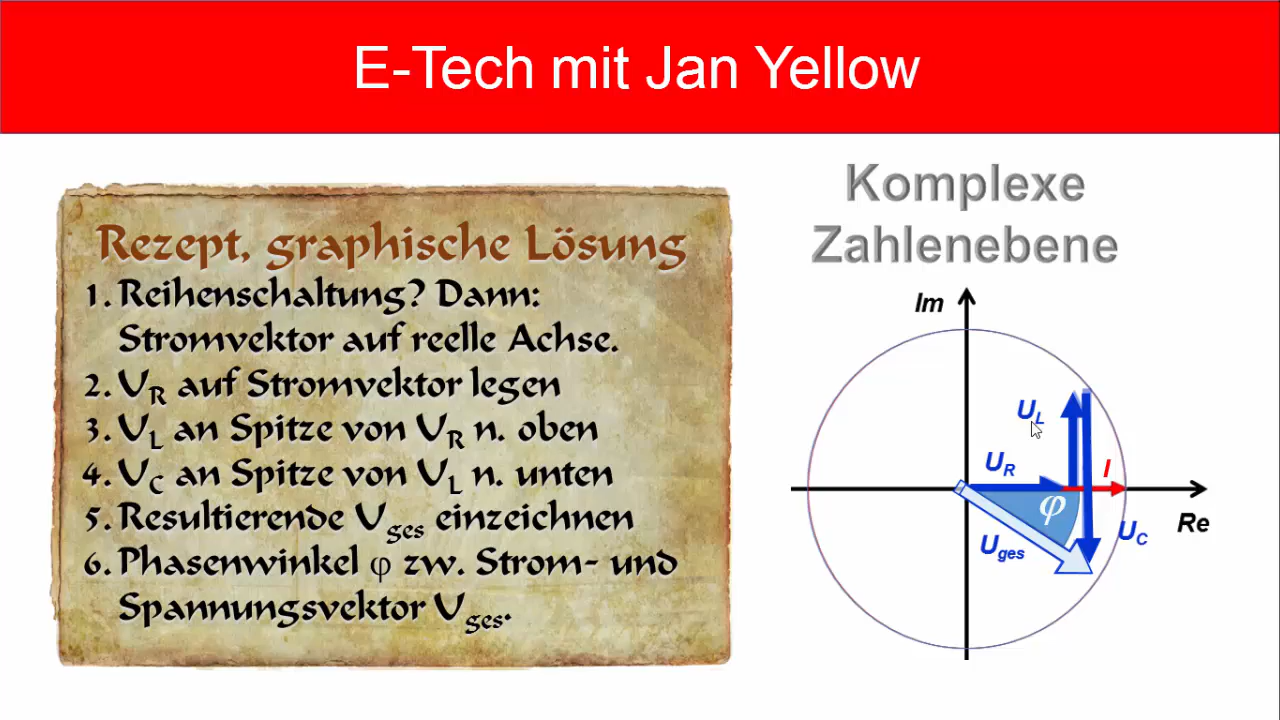 E-Tech mit Jan Yellow
Rezept, graphische Lösung
1. Reihenschaltung? Dann:
Stromvektor auf reelle Achse.
2. UR auf Stromvektor legen
3. UL an Spitze von UR n. oben
4. UC an Spitze von UL n. unten
5. Resultierende Uges einzeichnen
6. Phasenwinkel φ zw. Strom- und
Spannungsvektor Uges.
Komplexe
Zahlenebene
Im
UL
UR
I
φ
Re
UC
Uges